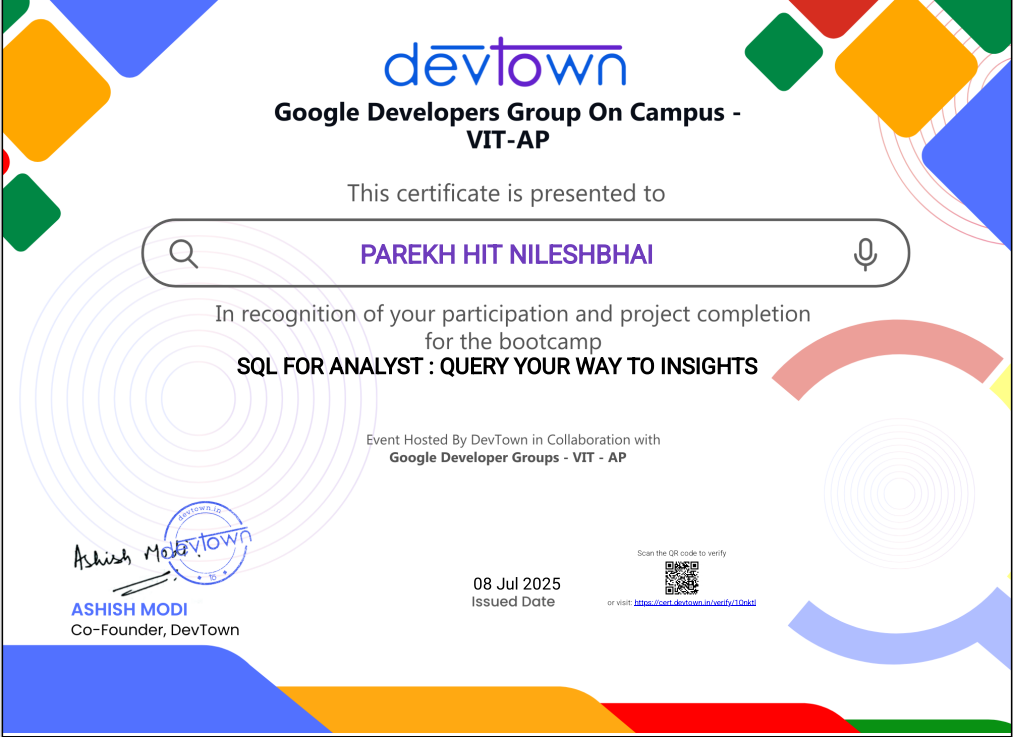 devtown
Google Developers Group On Campus -
VIT-AP
This certificate is presented to
PAREKH HIT NILESHBHAI
In recognition of your participation and project completion
for the bootcamp
SQL FOR ANALYST : QUERY YOUR WAY TO INSIGHTS
Event Hosted By DevTown in Collaboration with
Google Developer Groups - VIT - AP
devtown.in
devtown
Ashish Modi.
ASHISH MODI
Co-Founder, DevTown
08 Jul 2025
Issued Date
Scan the QR code to verify
or visit: https://cert.devtown.in/verify/1Onktl